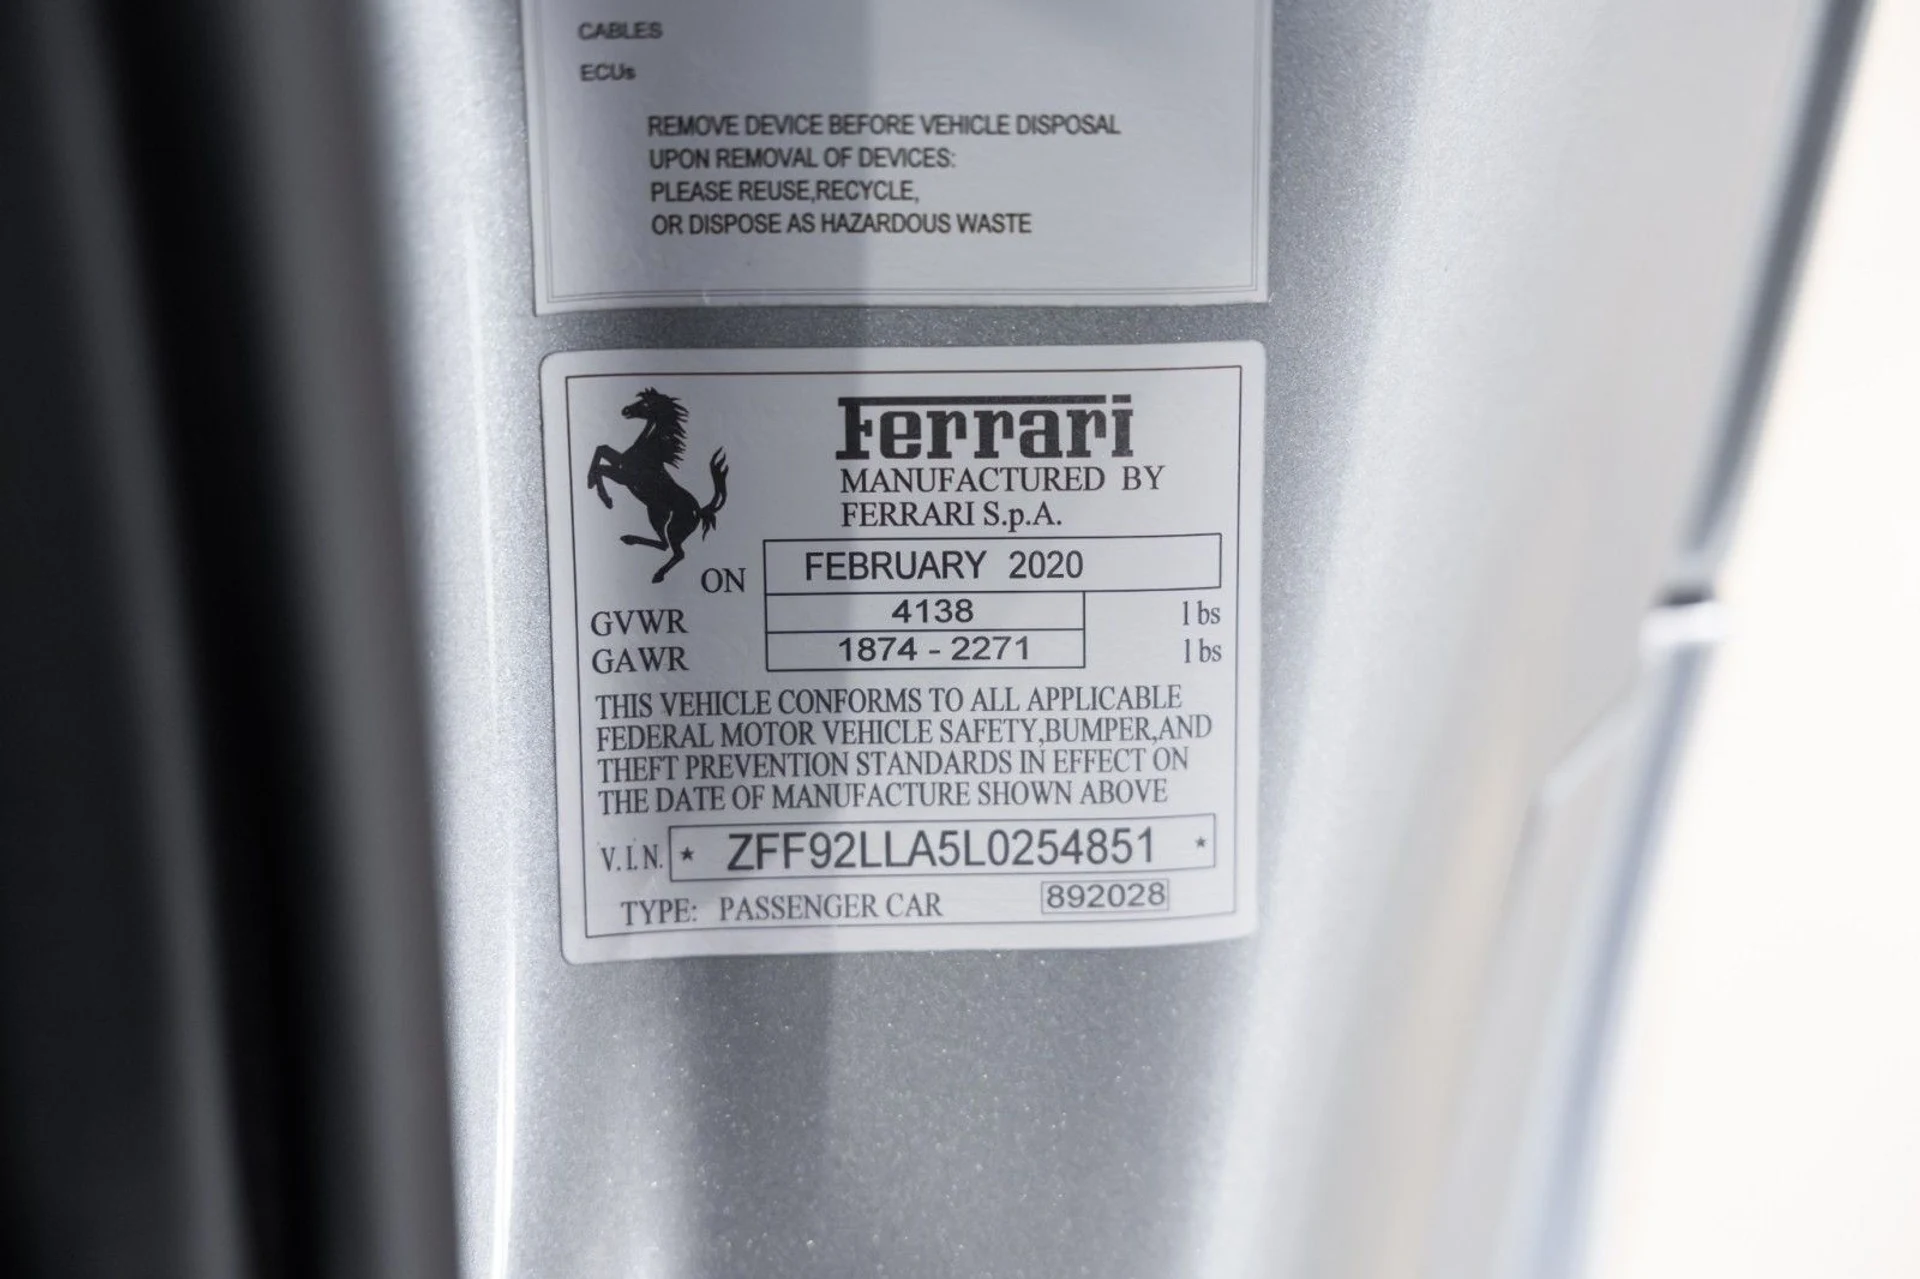 CABLES
ECUs
REMOVE DEVICE BEFORE VEHICLE DISPOSAL
UPON REMOVAL OF DEVICES:
PLEASE REUSE,RECYCLE,
OR DISPOSE AS HAZARDOUS WASTE
Ferrari
MANUFACTURED BY
FERRARI S.p.A.
ON FEBRUARY 2020
GVWR 4138 lbs
GAWR 1874 - 2271 lbs
THIS VEHICLE CONFORMS TO ALL APPLICABLE
FEDERAL MOTOR VEHICLE SAFETY,BUMPER,AND
THEFT PREVENTION STANDARDS IN EFFECT ON
THE DATE OF MANUFACTURE SHOWN ABOVE
V.I.N. * ZFF92LLA5L0254851 *
TYPE: PASSENGER CAR 892028